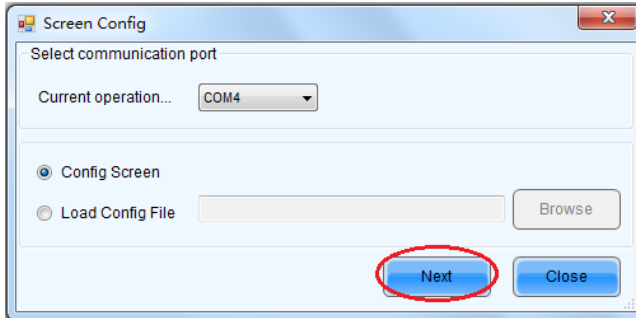 Screen Config
Select communication port
Current operation... COM4
Config Screen
Load Config File Browse
Next Close